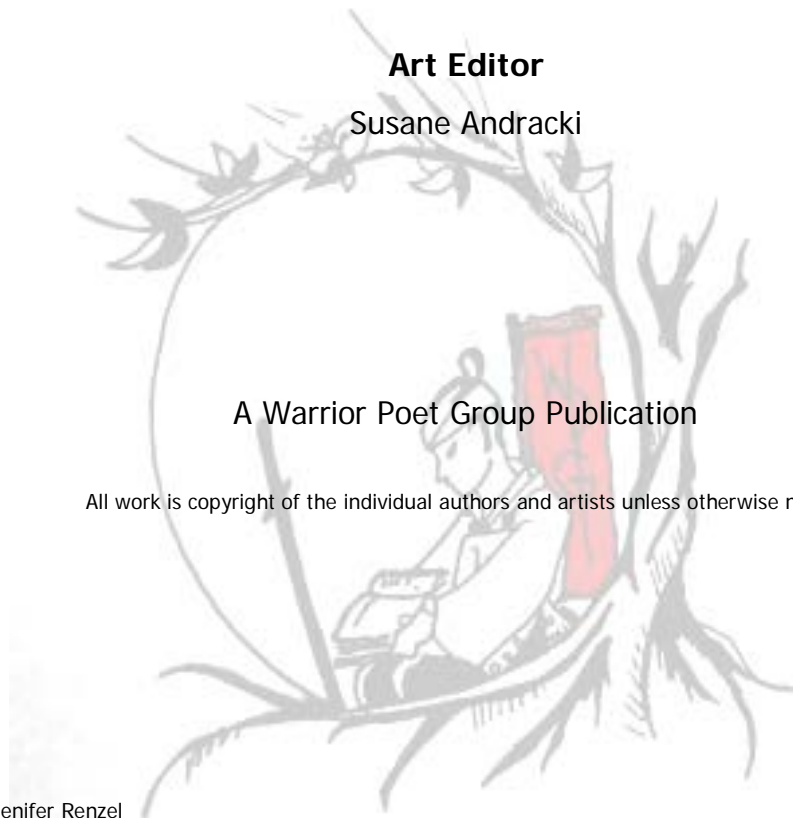 Art Editor
Susane Andracki
A Warrior Poet Group Publication
All work is copyright of the individual authors and artists unless otherwise
Renzel